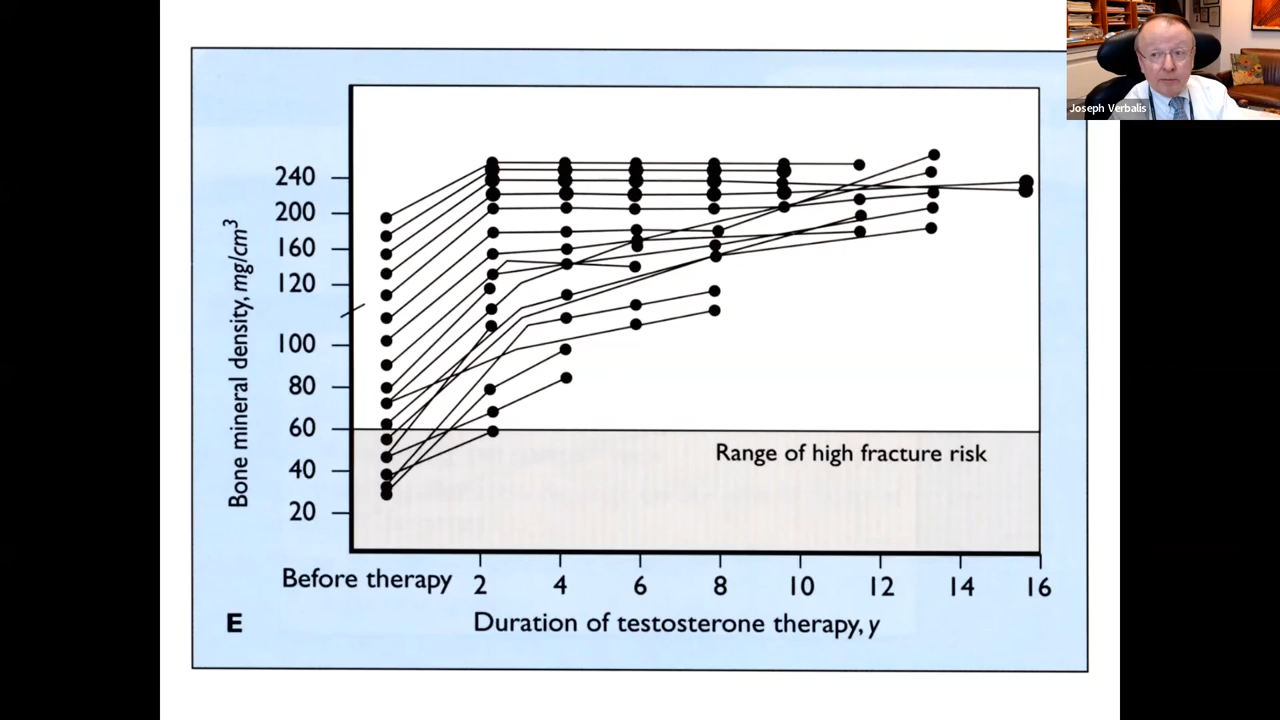 Joseph Verbalis
Bone mineral density, mg/cm³
240
200
160
120
100
80
60
40
20
Range of high fracture risk
Before therapy 2 4 6 8 10 12 14 16
E
Duration of testosterone therapy, y